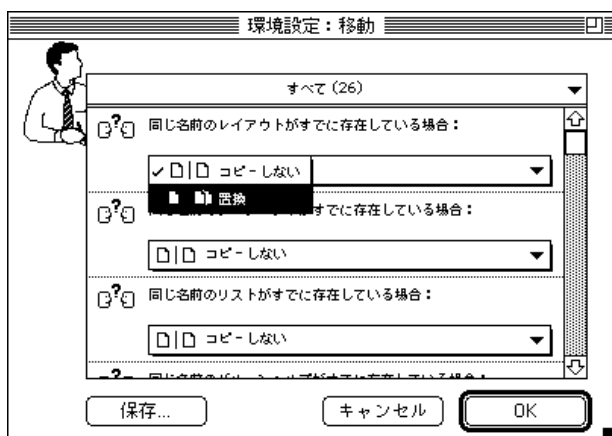 環境設定：移動
すべて (26)
同じ名前のレイアウトがすでに存在している場合：
コピーしない
置換
すでに存在している場合：
コピーしない
同じ名前のリストがすでに存在している場合：
コピーしない
保存...
キャンセル
OK